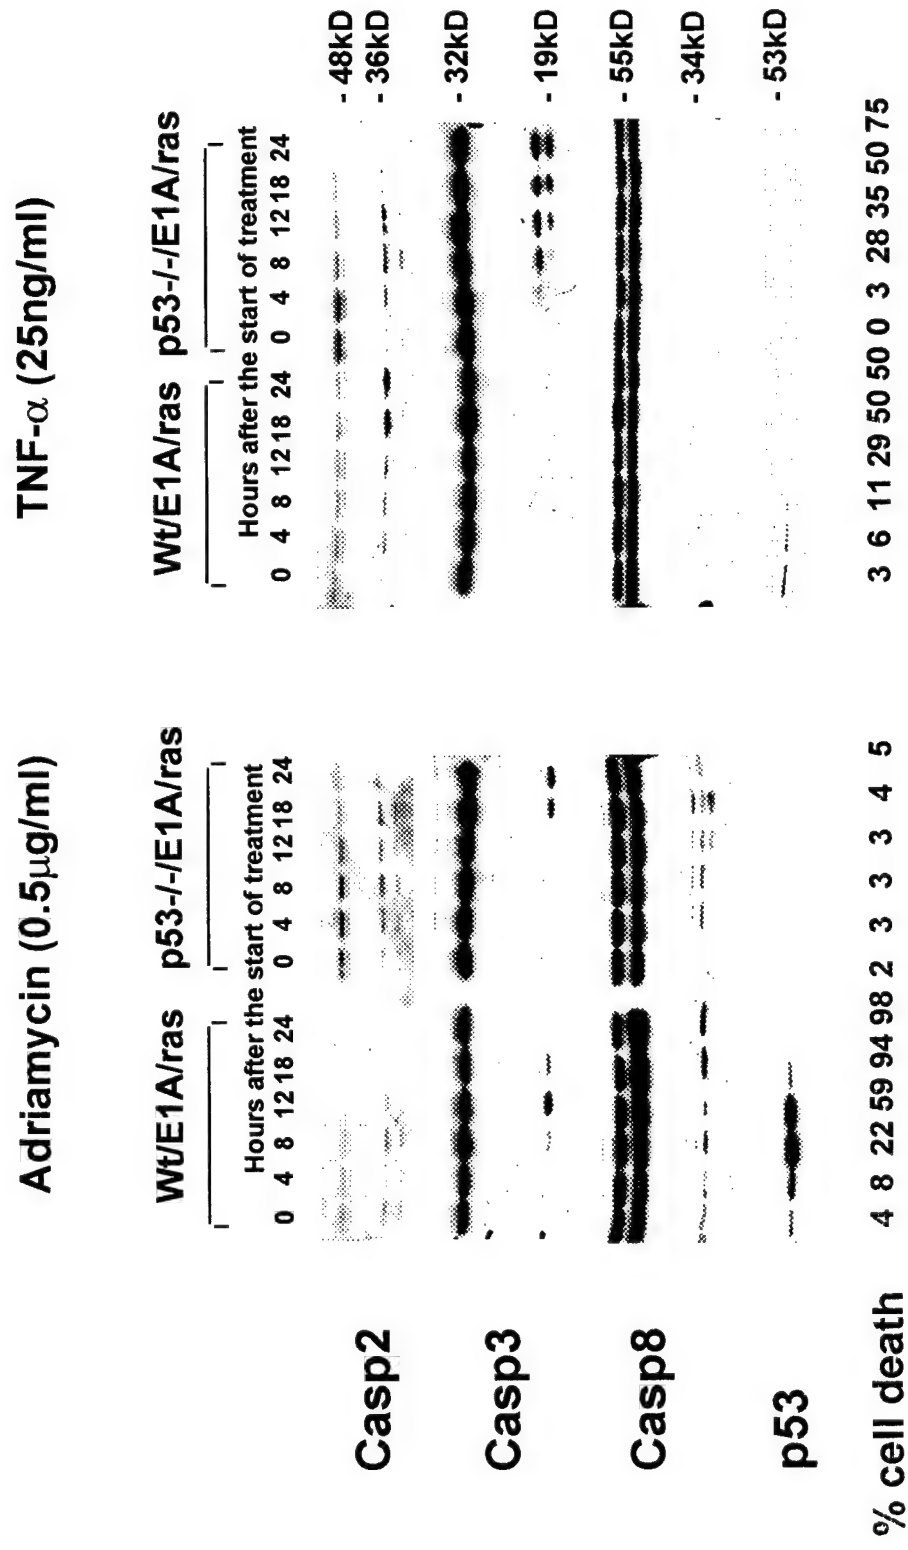 Adriamycin (0.5µg/ml) TNF-α (25ng/ml)
Wt/E1A/ras p53-/-/E1A/ras Wt/E1A/ras p53-/-/E1A/ras
Hours after the start of treatment Hours after the start of treatment
0 4 8 12 18 24 0 4 8 12 18 24 0 4 8 12 18 24 0 4 8 12 18 24
Casp2 - 48kD
- 36kD
Casp3 - 32kD
- 19kD
Casp8 - 55kD
- 34kD
p53 - 53kD
% cell death 4 8 22 59 94 98 2 3 3 3 4 5 3 6 11 29 50 50 0 3 28 35 50 75